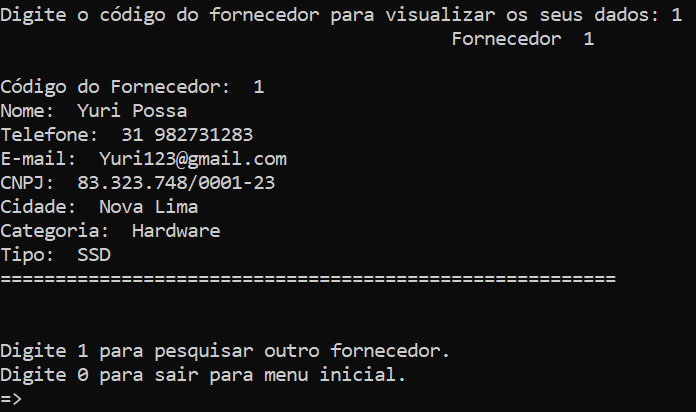 Digite o código do fornecedor para visualizar os seus dados: 1
Fornecedor  1
Código do Fornecedor:  1
Nome:  Yuri Possa
Telefone:  31 982731283
E-mail:  Yuri123@gmail.com
CNPJ:  83.323.748/0001-23
Cidade:  Nova Lima
Categoria:  Hardware
Tipo:  SSD
========================================================
Digite 1 para pesquisar outro fornecedor.
Digite 0 para sair para menu inicial.
=>